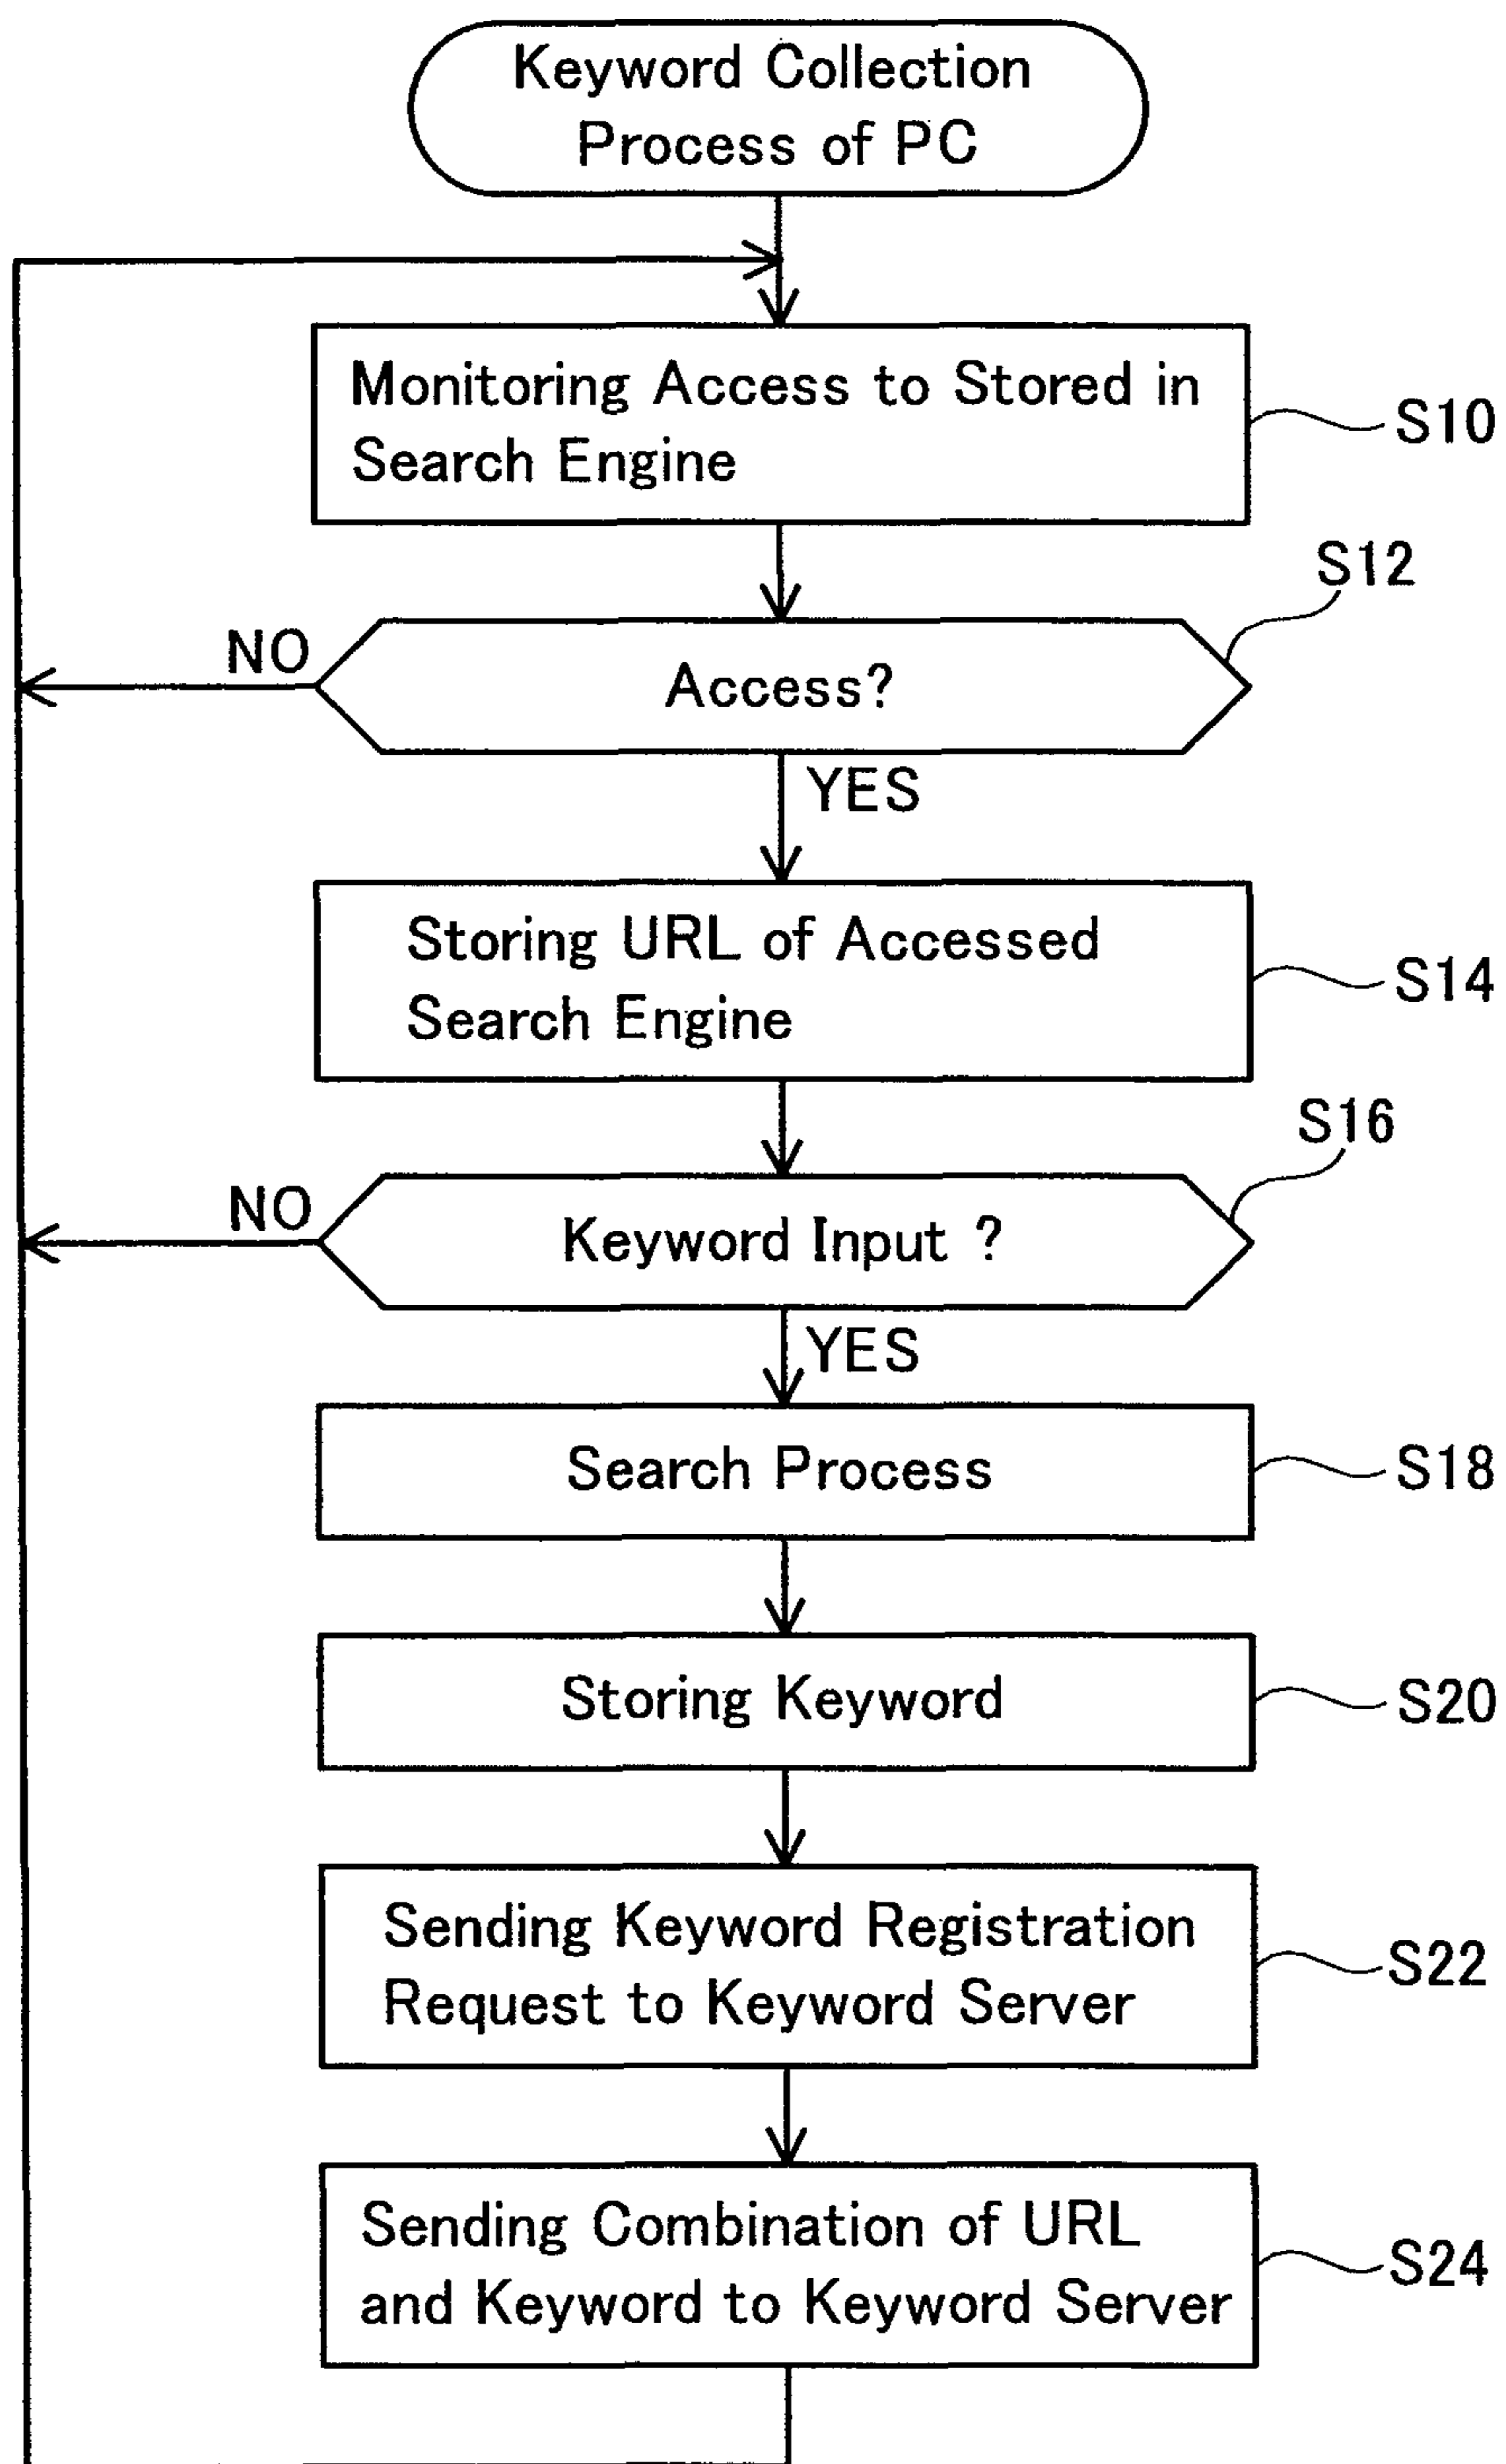 Keyword Collection
Process of PC
Monitoring Access to Stored in
Search Engine
S10
S12
NO
Access?
YES
Storing URL of Accessed
Search Engine
S14
S16
NO
Keyword Input ?
YES
Search Process
S18
Storing Keyword
S20
Sending Keyword Registration
Request to Keyword Server
S22
Sending Combination of URL
and Keyword to Keyword Server
S24